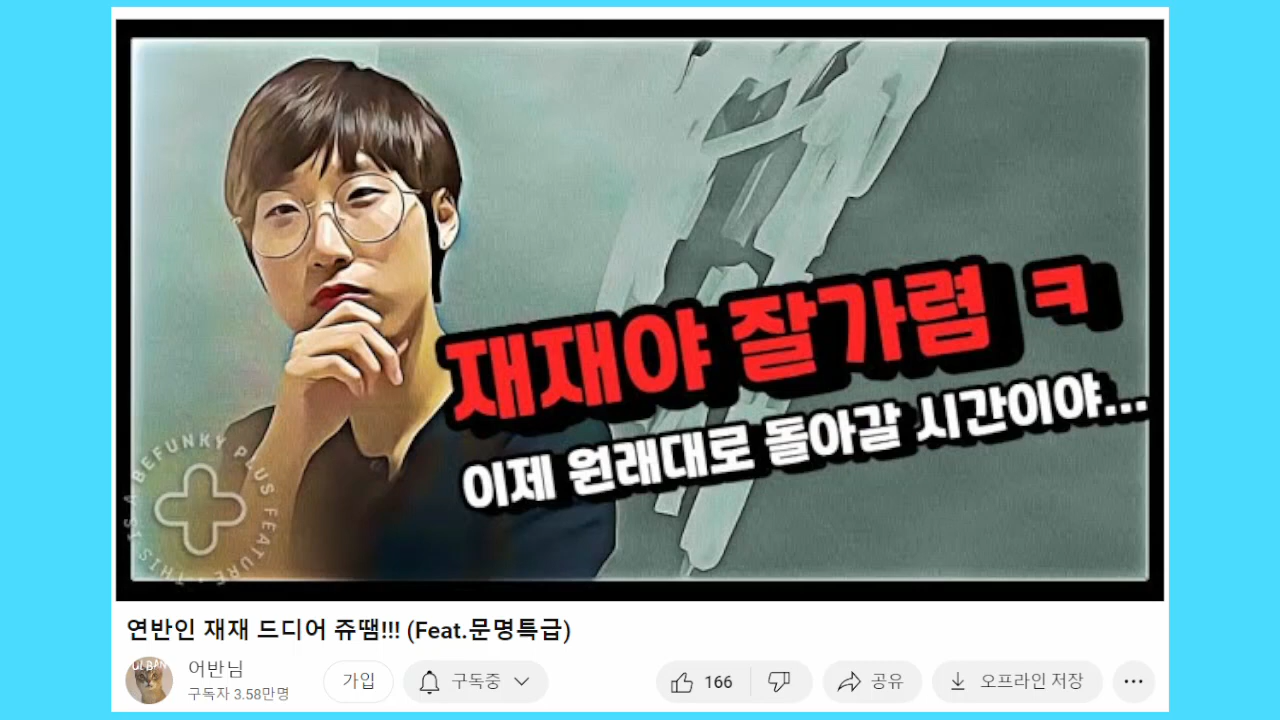 재재야 잘가렴 ㅋ
이제 원래대로 돌아갈 시간이야...
THIS IS A BEFUNKY PLUS FEATURE •
연반인 재재 드디어 쥬땜!!! (Feat.문명특급)
어반님
구독자 3.58만명
가입
구독중
166
공유
오프라인 저장